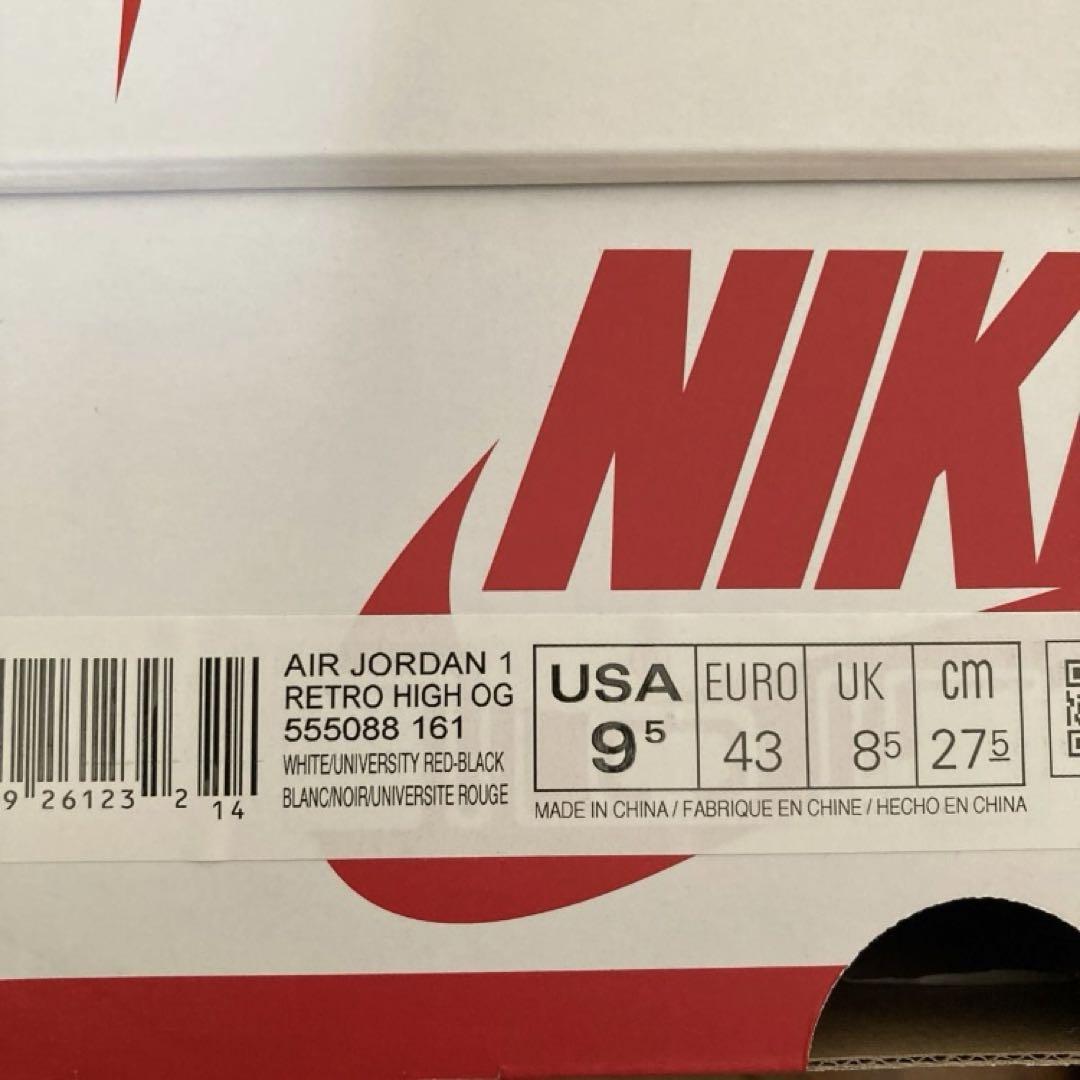 NIK
AIR JORDAN 1
RETRO HIGH OG
555088 161
WHITE/UNIVERSITY RED-BLACK
BLANC/NOIR/UNIVERSITE ROUGE
9 26123 2 14
USA EURO UK cm
9⁵ 43 8⁵ 27⁵
MADE IN CHINA / FABRIQUE EN CHINE / HECHO EN CHINA